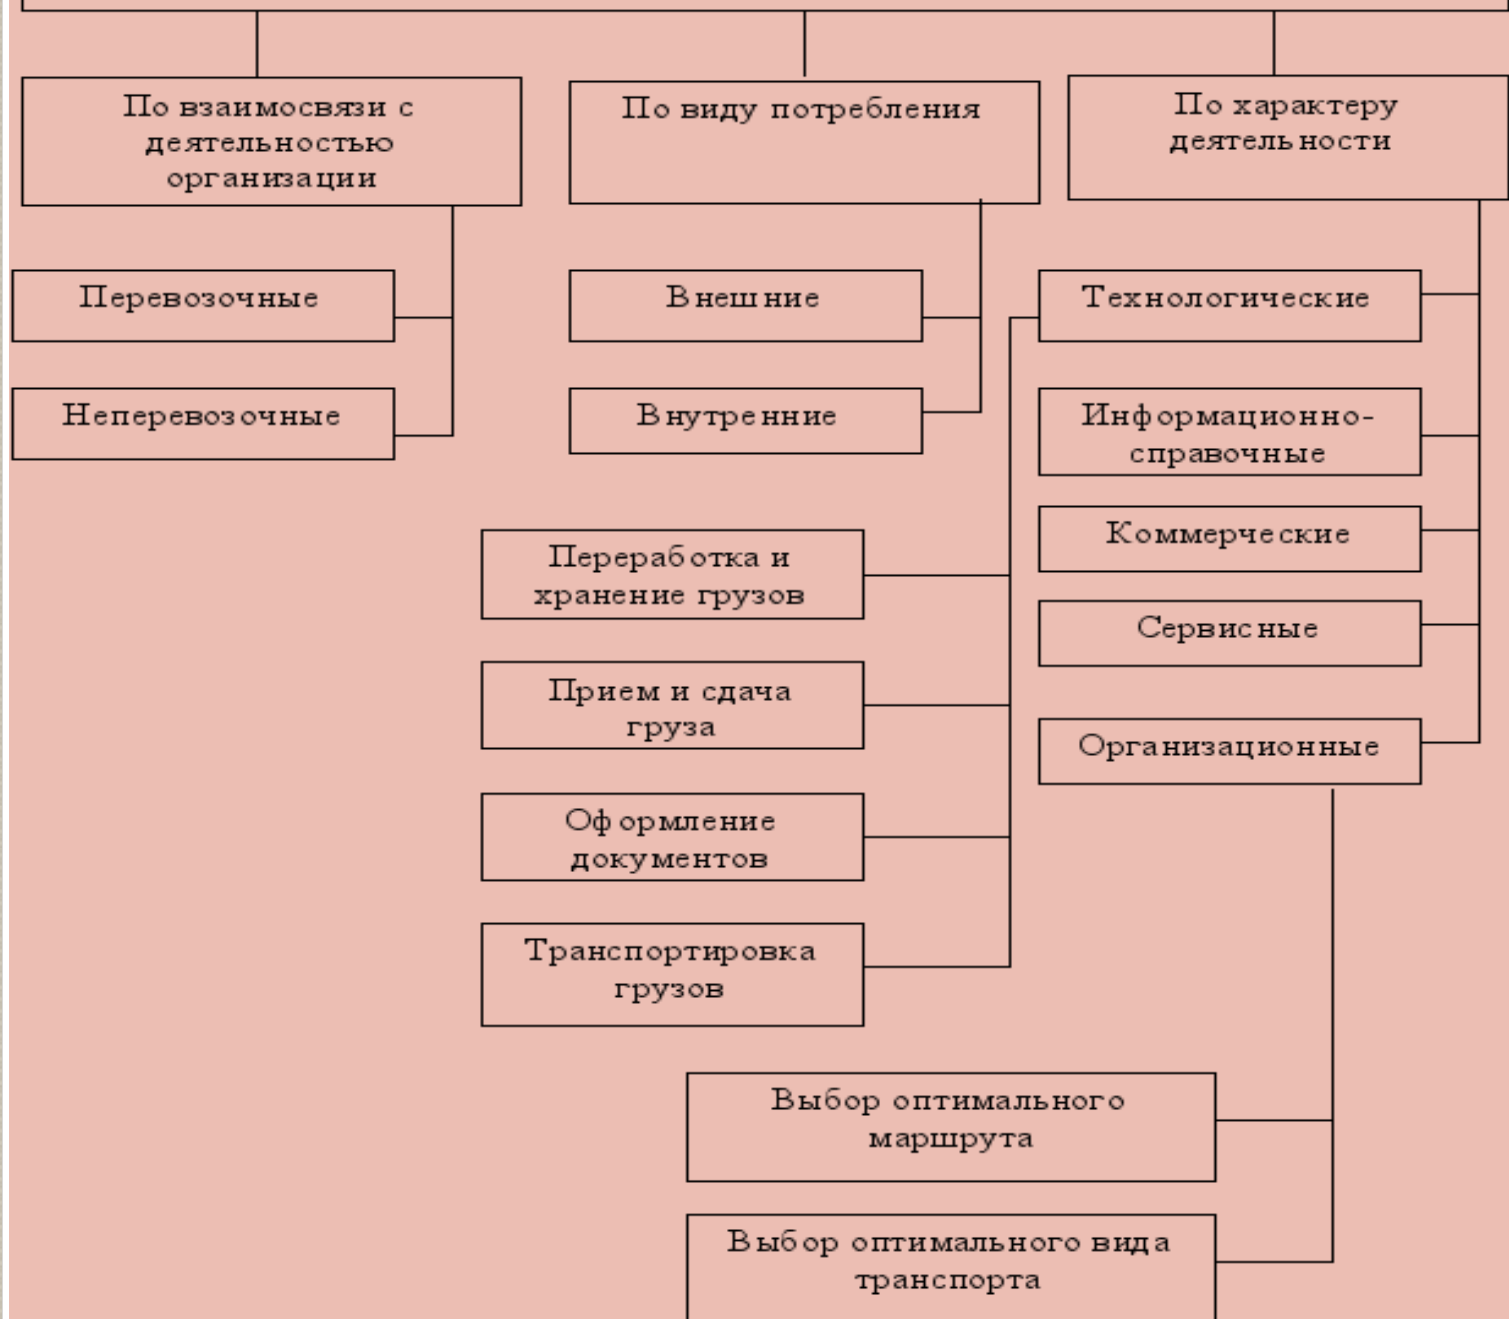 По взаимосвязи с
деятельностью
организации
По виду потребления
По характеру
деятельности
Перевозочные
Внешние
Технологические
Неперевозочные
Внутренние
Информационно-
справочные
Коммерческие
Переработка и
хранение грузов
Сервисные
Прием и сдача
груза
Организационные
Оформление
документов
Транспортировка
грузов
Выбор оптимального
маршрута
Выбор оптимального вида
транспорта